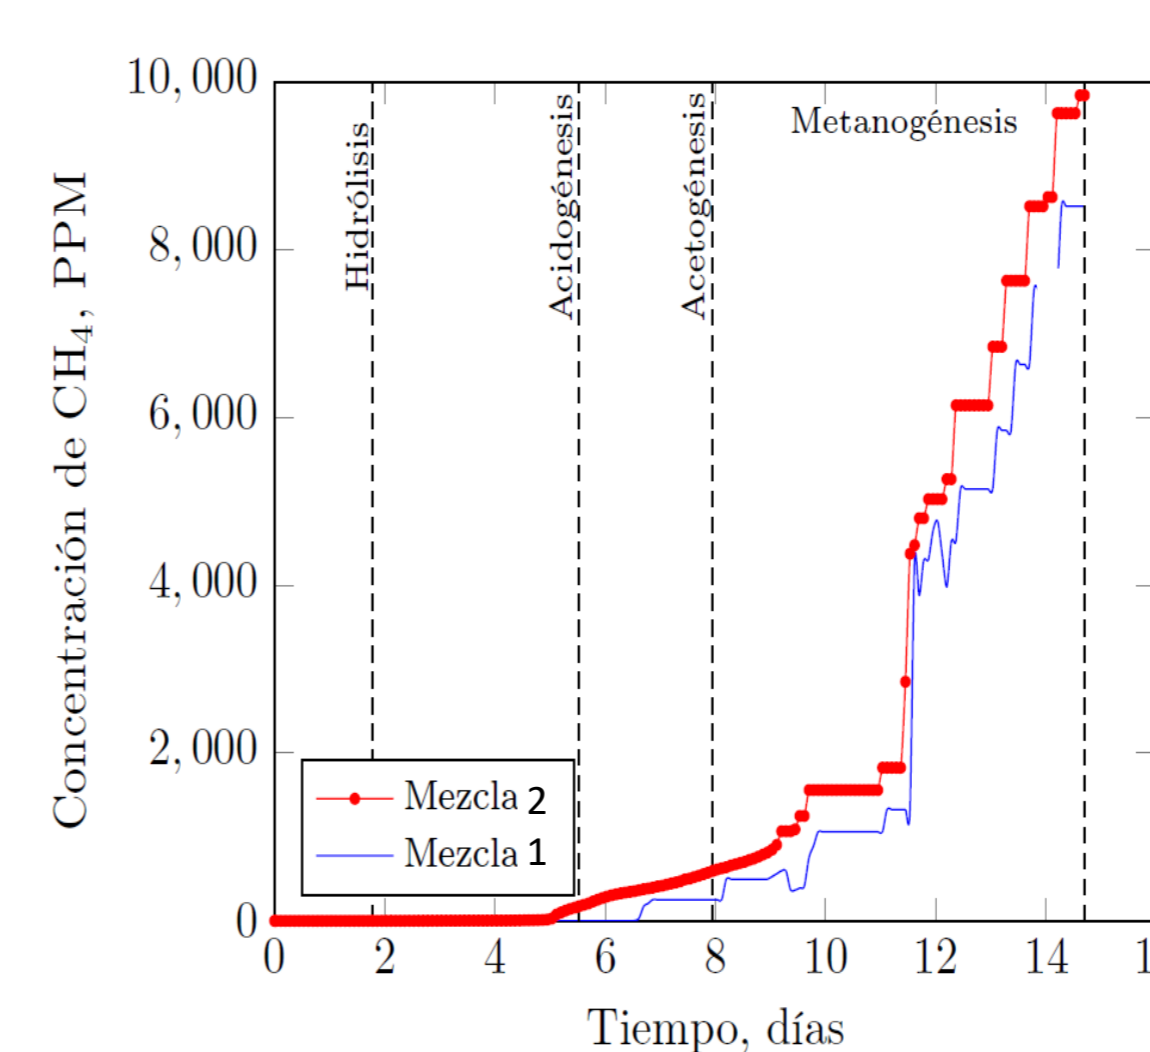 10,000
8,000
6,000
4,000
2,000
0
Concentración de CH₄, PPM
Hidrólisis
Acidogénesis
Acetogénesis
Metanogénesis
Mezcla 2
Mezcla 1
0 2 4 6 8 10 12 14 1
Tiempo, días